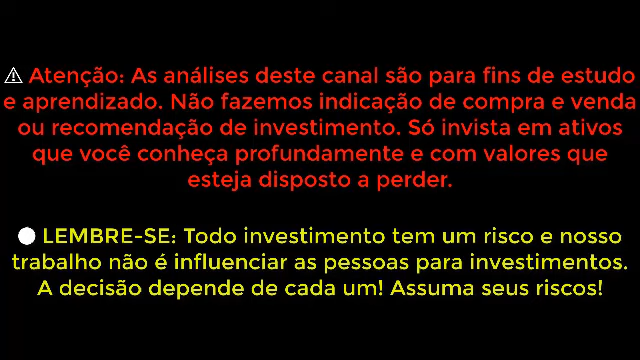 ⚠ Atenção: As análises deste canal são para fins de estudo
e aprendizado. Não fazemos indicação de compra e venda
ou recomendação de investimento. Só invista em ativos
que você conheça profundamente e com valores que
esteja disposto a perder.
⚪ LEMBRE-SE: Todo investimento tem um risco e nosso
trabalho não é influenciar as pessoas para investimentos.
A decisão depende de cada um! Assuma seus riscos!